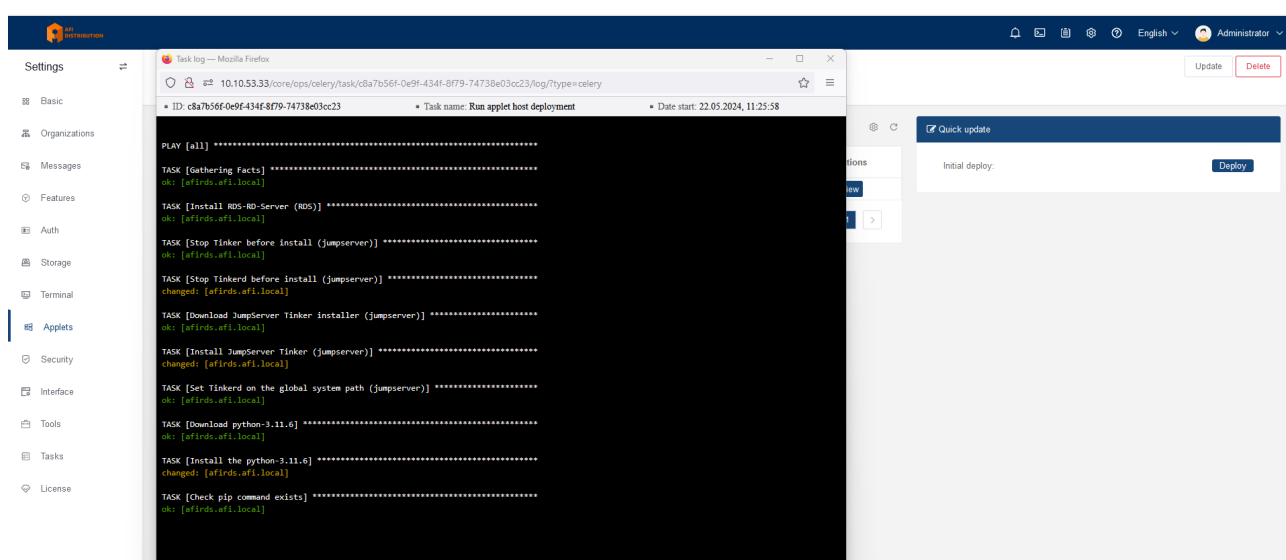 AFI
DISTRIBUTION
English
Administrator
Settings
Basic
Organizations
Messages
Features
Auth
Storage
Terminal
Applets
Security
Interface
Tools
Tasks
License
Task log — Mozilla Firefox
10.10.53.33/core/ops/celery/task/c8a7b56f-0e9f-434f-8f79-74738e03cc23/log/?type=celery
ID: c8a7b56f-0e9f-434f-8f79-74738e03cc23
Task name: Run applet host deployment
Date start: 22.05.2024, 11:25:58
PLAY [all] *********************************************************************
TASK [Gathering Facts] *********************************************************
ok: [afirds.afi.local]
TASK [Install RDS-RD-Server (RDS)] *********************************************
ok: [afirds.afi.local]
TASK [Stop Tinker before install (jumpserver)] *********************************
ok: [afirds.afi.local]
TASK [Stop Tinkerd before install (jumpserver)] ********************************
changed: [afirds.afi.local]
TASK [Download JumpServer Tinker installer (jumpserver)] ***********************
ok: [afirds.afi.local]
TASK [Install JumpServer Tinker (jumpserver)] **********************************
changed: [afirds.afi.local]
TASK [Set Tinkerd on the global system path (jumpserver)] **********************
ok: [afirds.afi.local]
TASK [Download python-3.11.6] **************************************************
ok: [afirds.afi.local]
TASK [Install the python-3.11.6] ***********************************************
changed: [afirds.afi.local]
TASK [Check pip command exists] ************************************************
ok: [afirds.afi.local]
Update
Delete
tions
iew
1
Quick update
Initial deploy:
Deploy